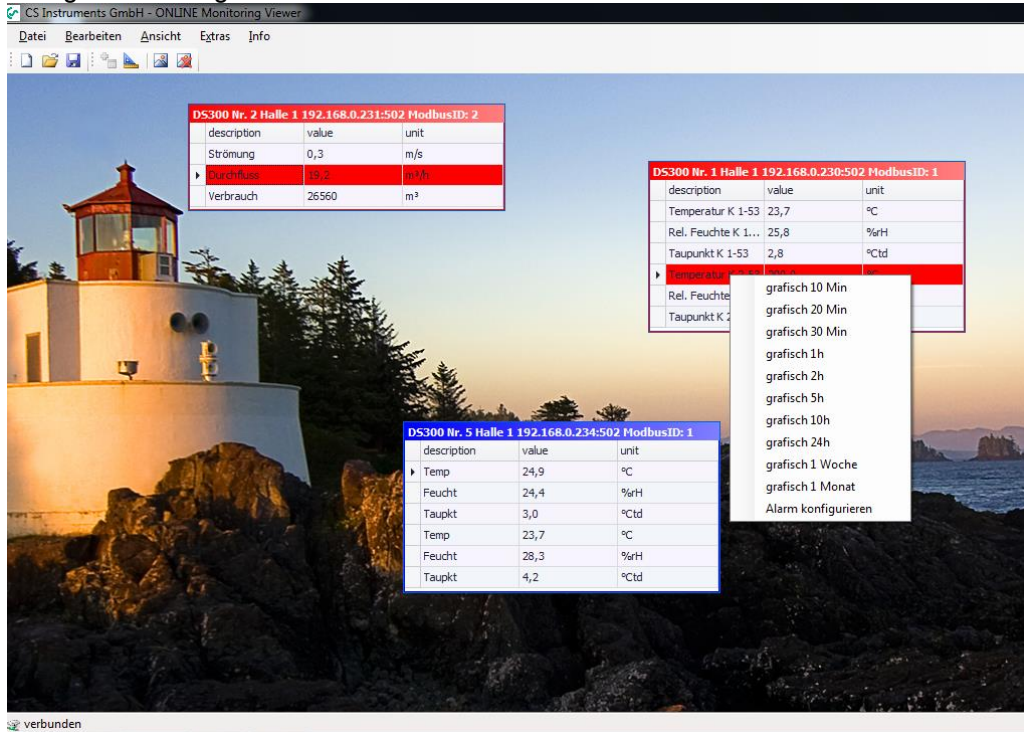 CS Instruments GmbH - ONLINE Monitoring Viewer
Datei Bearbeiten Ansicht Extras Info
DS300 Nr. 2 Halle 1 192.168.0.231:502 ModbusID: 2
description value unit
Strömung 0,3 m/s
Durchfluss 19,2 m³/h
Verbrauch 26560 m³
DS300 Nr. 1 Halle 1 192.168.0.230:502 ModbusID: 1
description value unit
Temperatur K 1-53 23,7 °C
Rel. Feuchte K 1... 25,8 %rH
Taupunkt K 1-53 2,8 °Ctd
Temperatur °C
Rel. Feuchte
Taupunkt K 2
grafisch 10 Min
grafisch 20 Min
grafisch 30 Min
grafisch 1h
grafisch 2h
grafisch 5h
grafisch 10h
grafisch 24h
grafisch 1 Woche
grafisch 1 Monat
Alarm konfigurieren
DS300 Nr. 5 Halle 1 192.168.0.234:502 ModbusID: 1
description value unit
Temp 24,9 °C
Feucht 24,4 %rH
Taupkt 3,0 °Ctd
Temp 23,7 °C
Feucht 28,3 %rH
Taupkt 4,2 °Ctd
verbunden